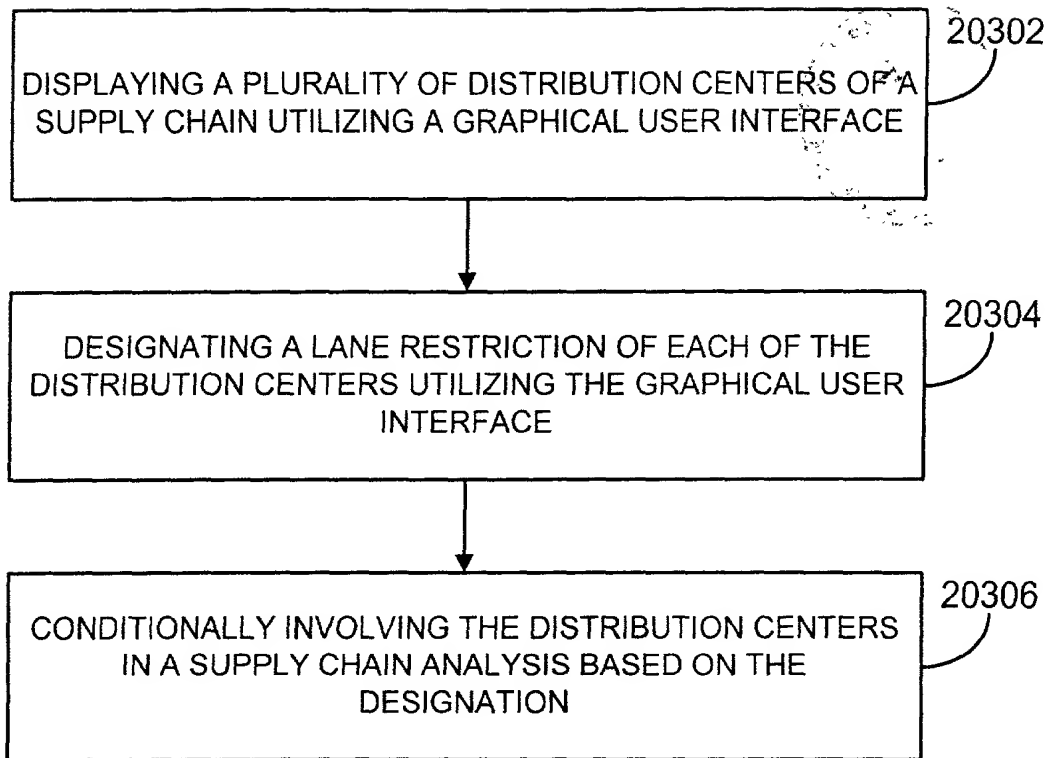 20302
DISPLAYING A PLURALITY OF DISTRIBUTION CENTERS OF A
SUPPLY CHAIN UTILIZING A GRAPHICAL USER INTERFACE
20304
DESIGNATING A LANE RESTRICTION OF EACH OF THE
DISTRIBUTION CENTERS UTILIZING THE GRAPHICAL USER
INTERFACE
20306
CONDITIONALLY INVOLVING THE DISTRIBUTION CENTERS
IN A SUPPLY CHAIN ANALYSIS BASED ON THE
DESIGNATION